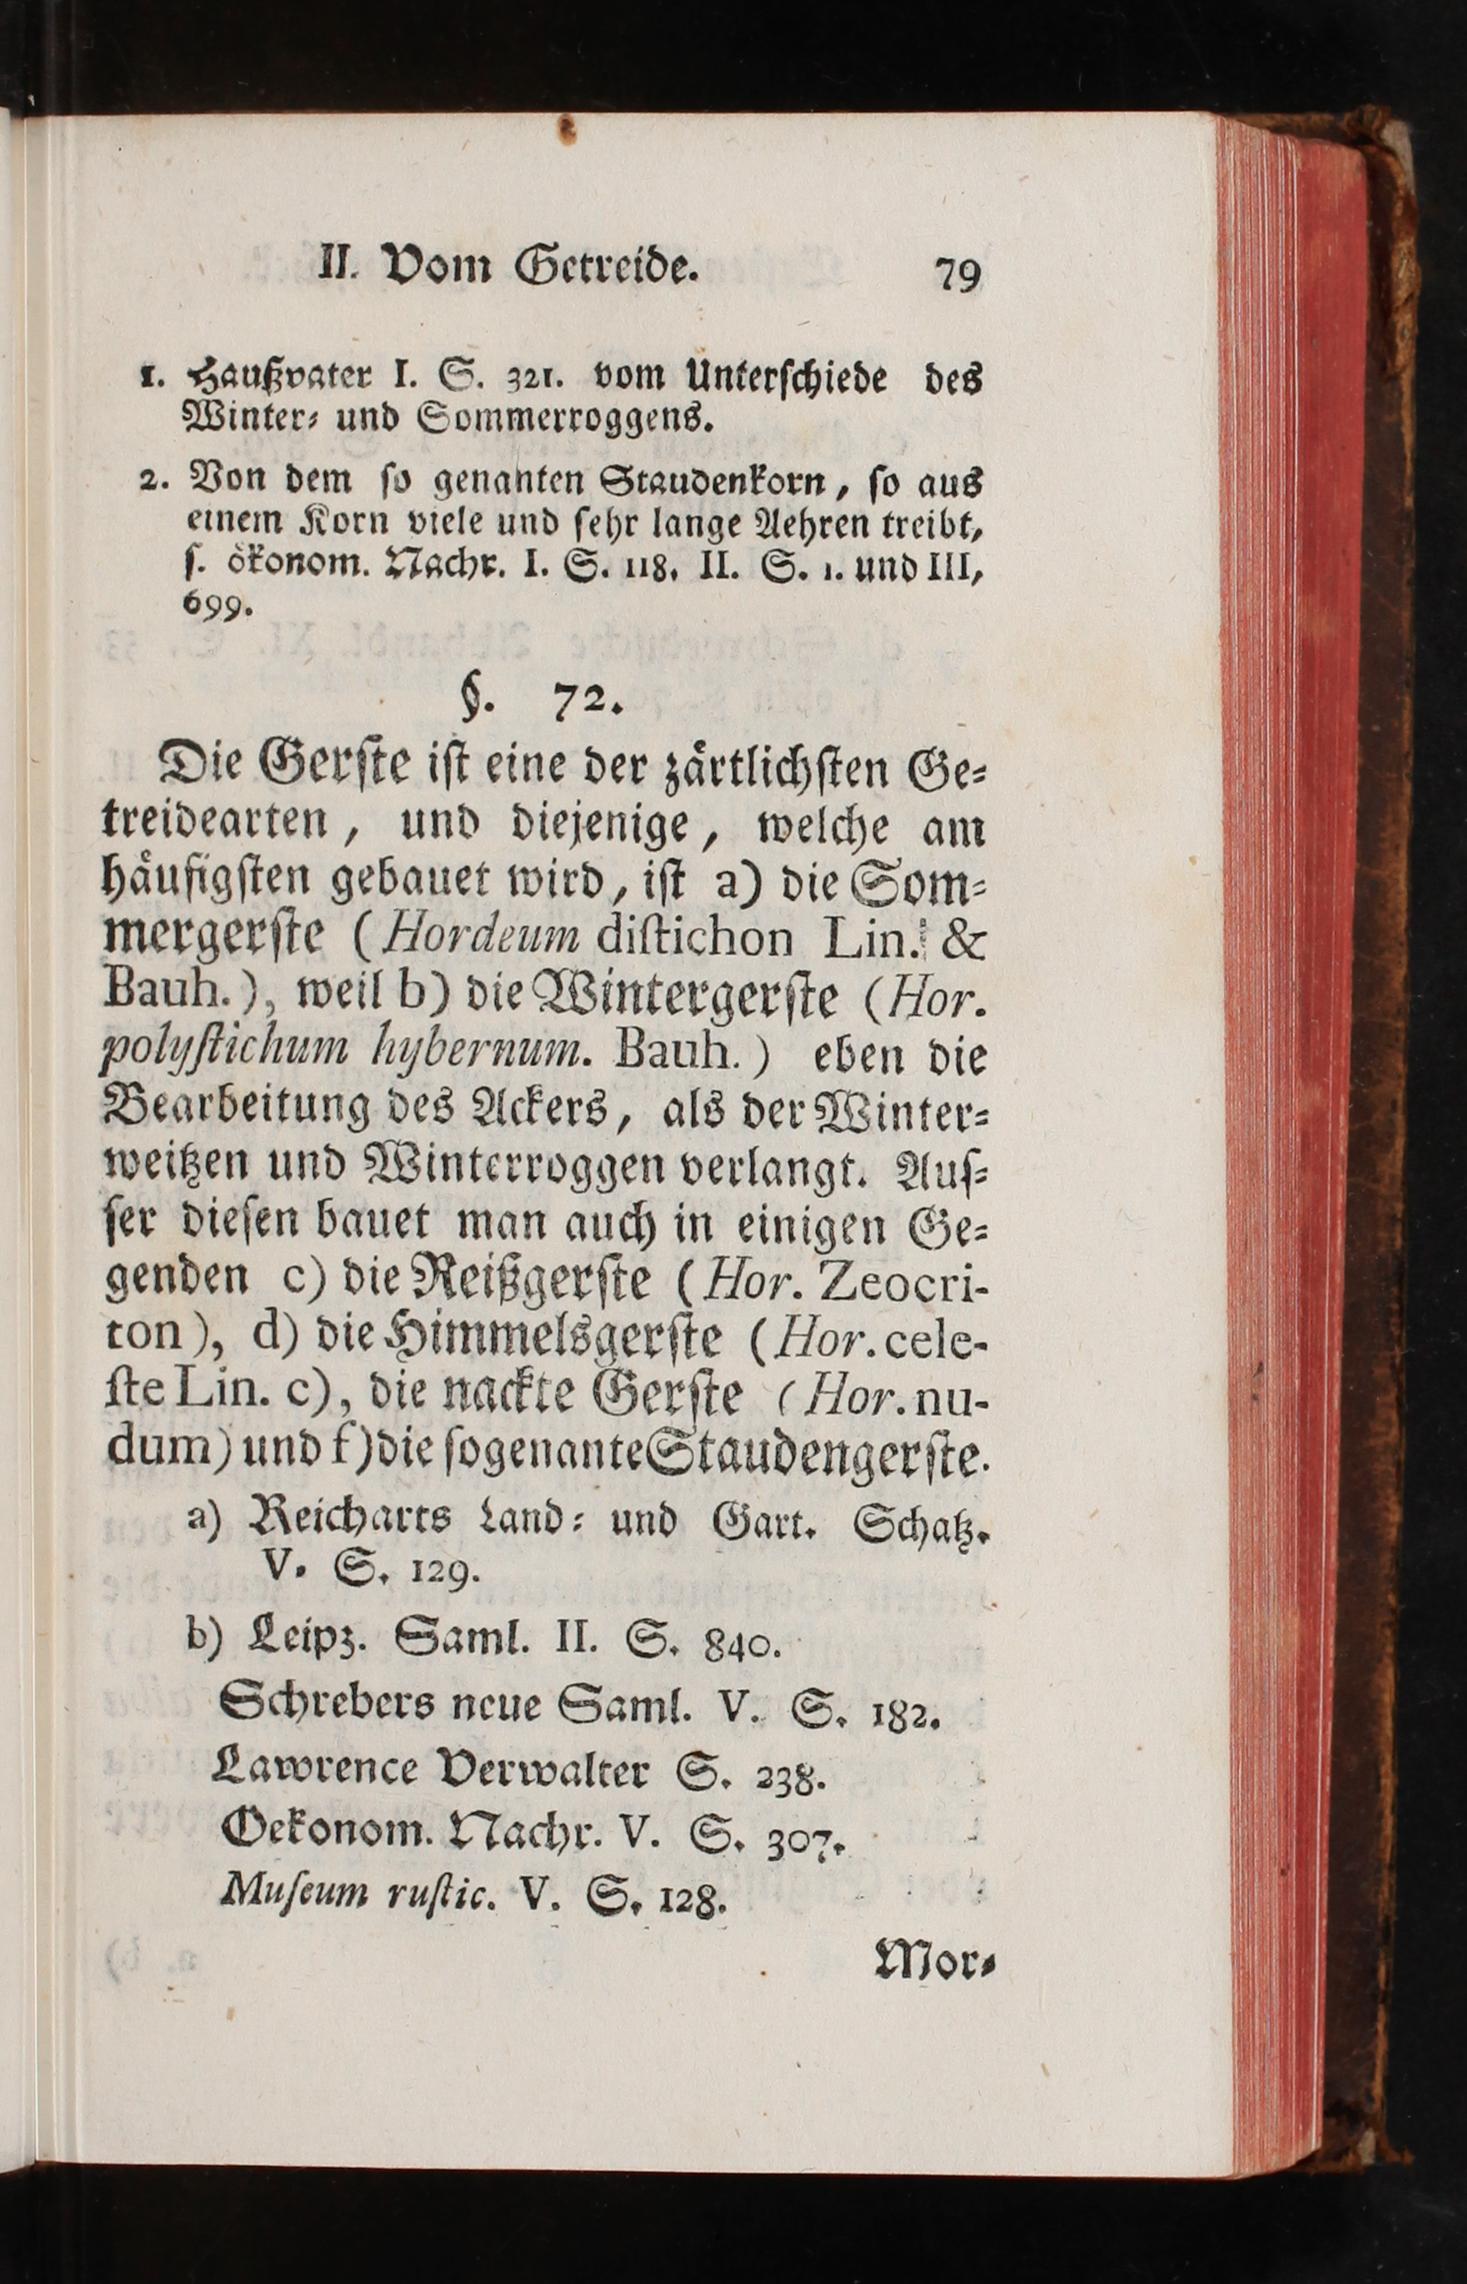 II. Vom Getreide. 79
1. Haußvater I. S. 321. vom Unterſchiede des
Winter⸗ und Sommerroggens.
2. Von dem ſo genanten Staudenkorn, ſo aus
einem Korn viele und ſehr lange Aehren treibt,
ſ. oͤkonom. Nachr. I. S. 118. II. S. 1. und III,
699.
§. 72.
Die Gerſte iſt eine der zaͤrtlichſten Ge⸗
treidearten, und diejenige, welche am
haͤufigſten gebauet wird, iſt a) die Som⸗
mergerſte (Hordeum diſtichon Lin. &
Bauh.), weil b) die Wintergerſte (Hor.
polyſtichum hybernum. Bauh.) eben die
Bearbeitung des Ackers, als der Winter⸗
weitzen und Winterroggen verlangt. Auſ⸗
ſer dieſen bauet man auch in einigen Ge⸗
genden c) die Reißgerſte (Hor. Zeocri-
ton), d) die Himmelsgerſte (Hor. cele-
ſte Lin. c), die nackte Gerſte (Hor. nu-
dum) und f) die ſogenante Staudengerſte.
a) Reicharts Land⸗ und Gart. Schatz.
V. S. 129.
b) Leipz. Saml. II. S. 840.
Schrebers neue Saml. V. S. 182.
Lawrence Verwalter S. 238.
Oekonom. Nachr. V. S. 307.
Muſeum ruſtic. V. S. 128.
Mor⸗